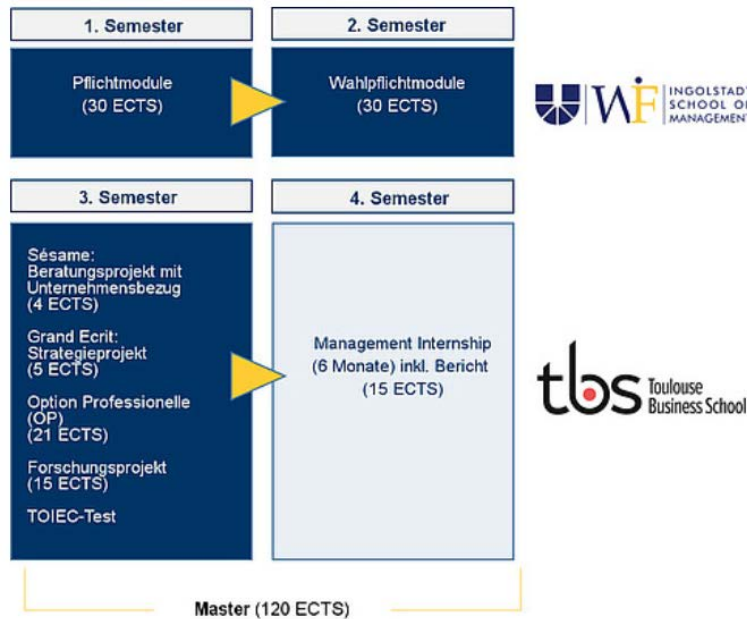 1. Semester
2. Semester
Pflichtmodule
(30 ECTS)
Wahlpflichtmodule
(30 ECTS)
WFI
INGOLSTADT
SCHOOL OF
MANAGEMENT
3. Semester
4. Semester
Sésame:
Beratungsprojekt mit
Unternehmensbezug
(4 ECTS)
Grand Ecrit:
Strategieprojekt
(5 ECTS)
Option Professionelle
(OP)
(21 ECTS)
Forschungsprojekt
(15 ECTS)
TOIEC-Test
Management Internship
(6 Monate) inkl. Bericht
(15 ECTS)
tbs
Toulouse
Business School
Master (120 ECTS)